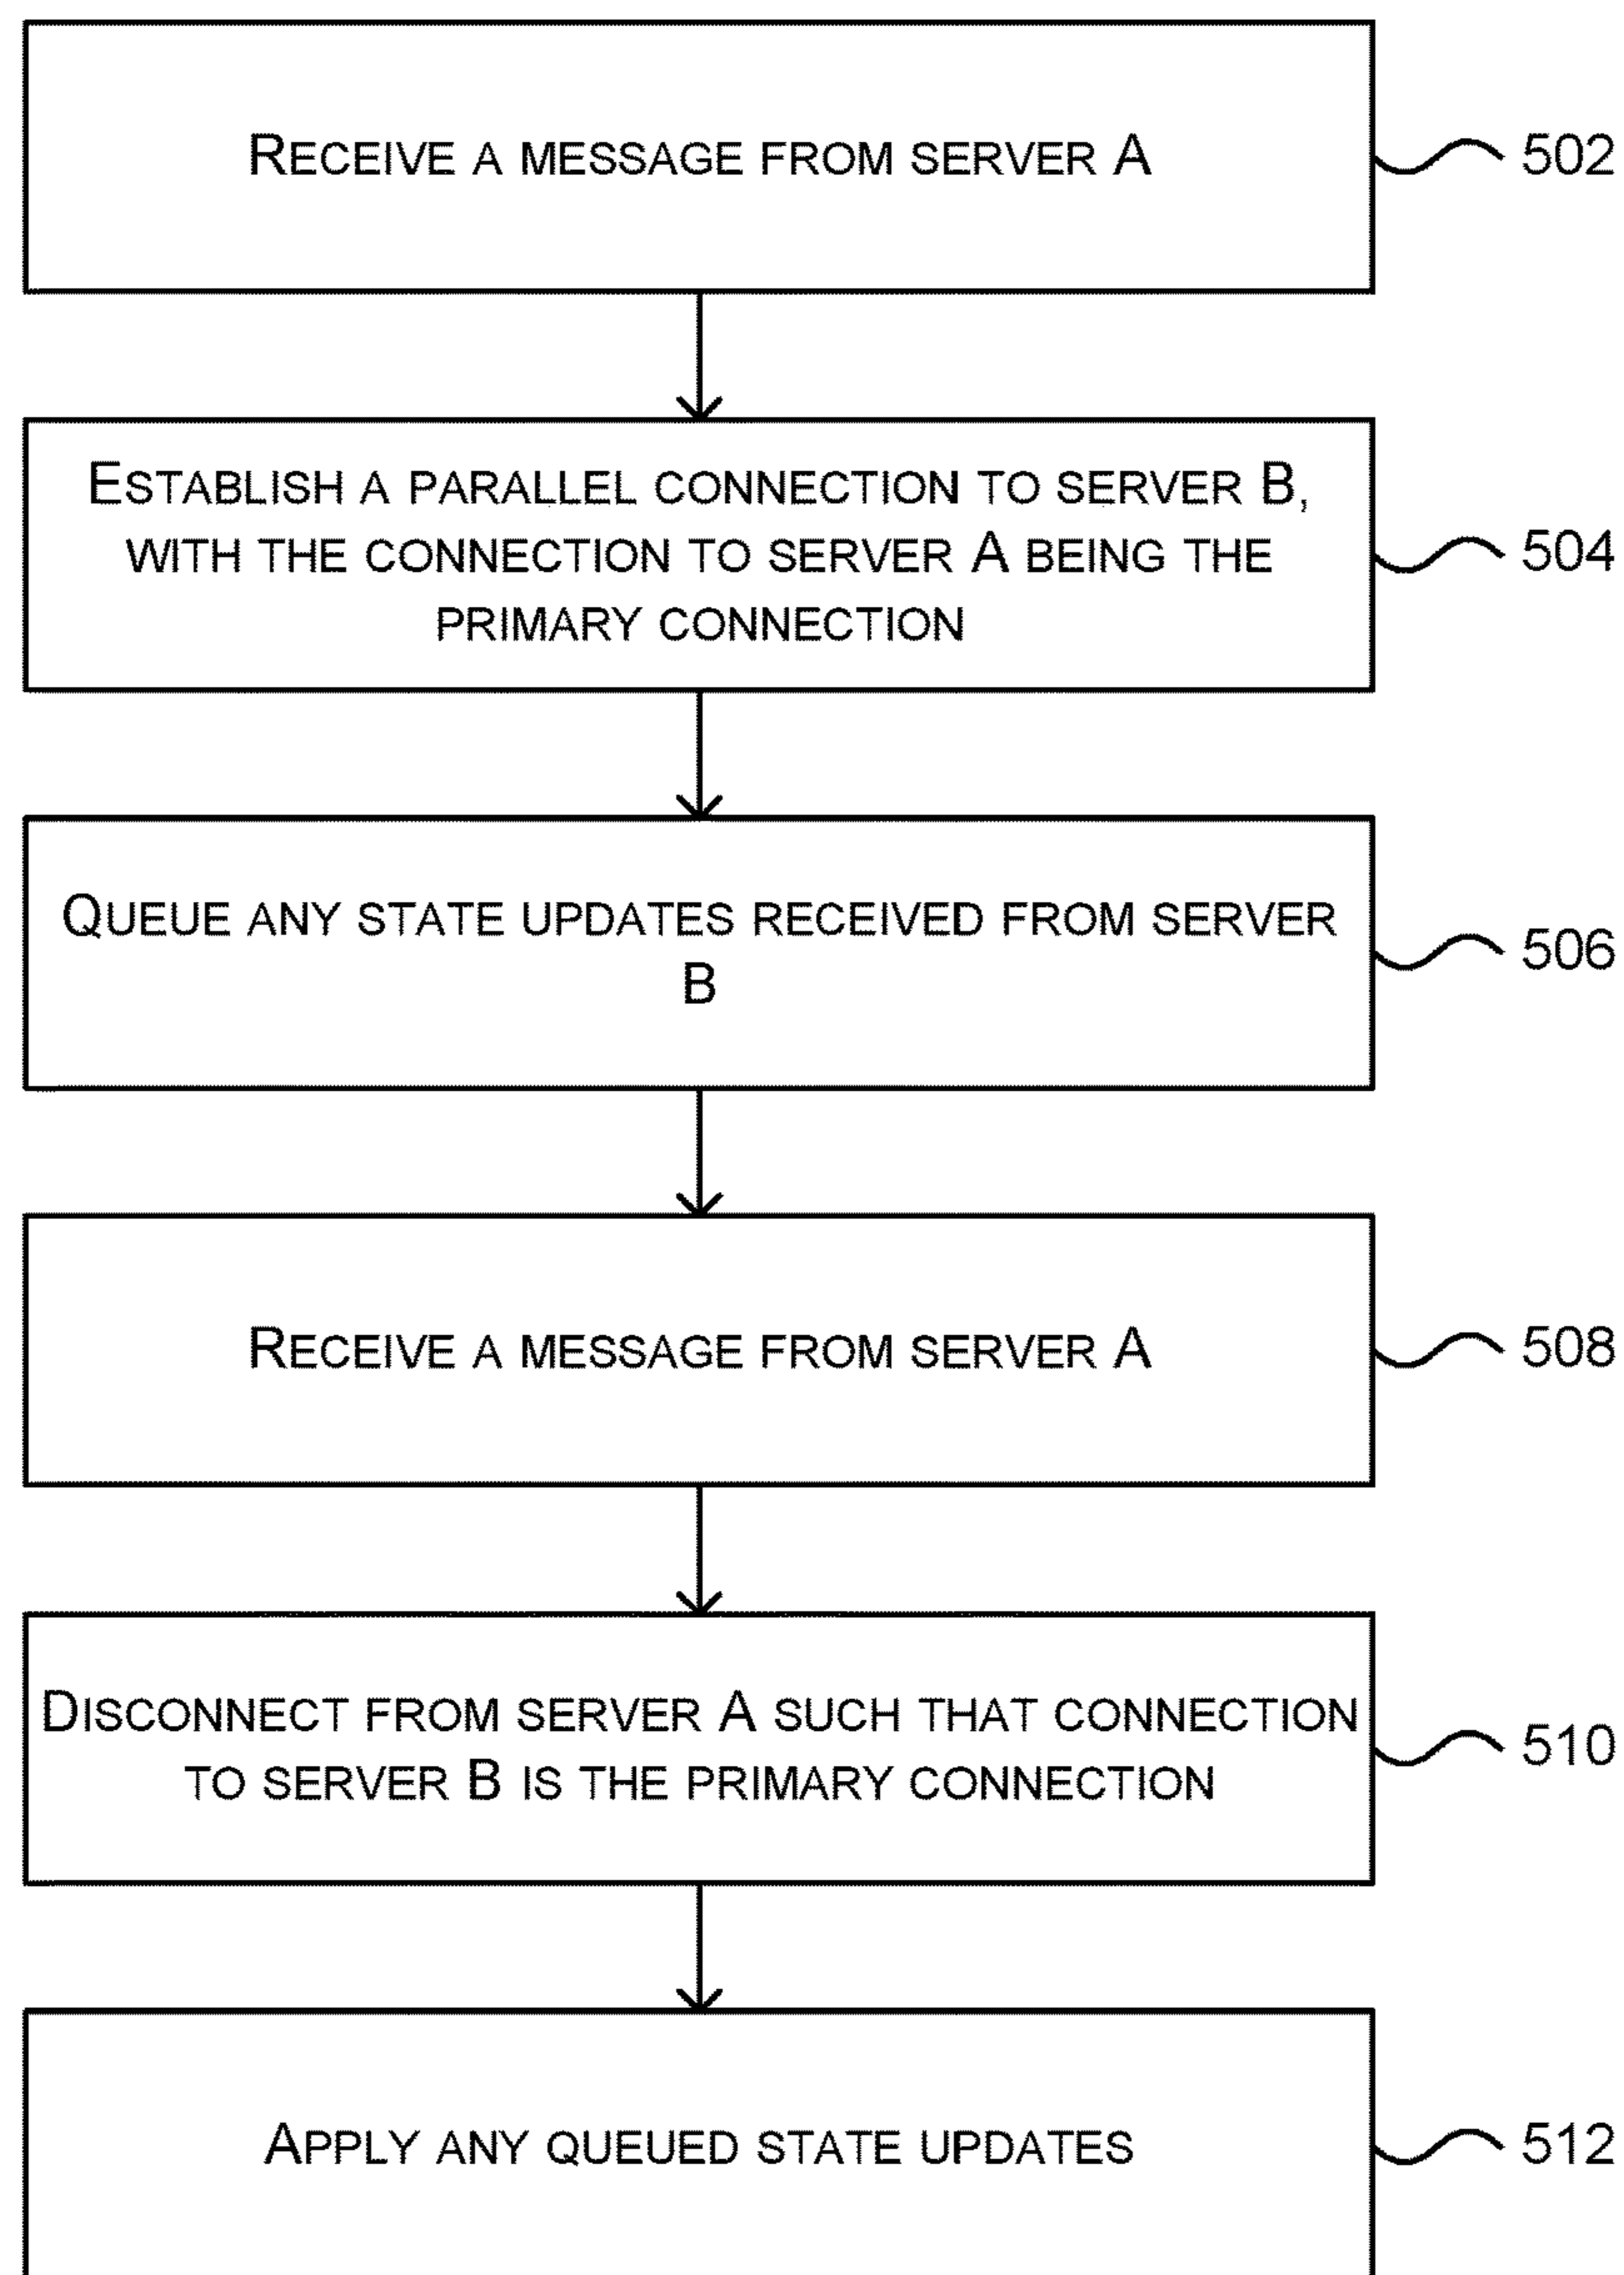 RECEIVE A MESSAGE FROM SERVER A
502
ESTABLISH A PARALLEL CONNECTION TO SERVER B,
WITH THE CONNECTION TO SERVER A BEING THE
PRIMARY CONNECTION
504
QUEUE ANY STATE UPDATES RECEIVED FROM SERVER
B
506
RECEIVE A MESSAGE FROM SERVER A
508
DISCONNECT FROM SERVER A SUCH THAT CONNECTION
TO SERVER B IS THE PRIMARY CONNECTION
510
APPLY ANY QUEUED STATE UPDATES
512